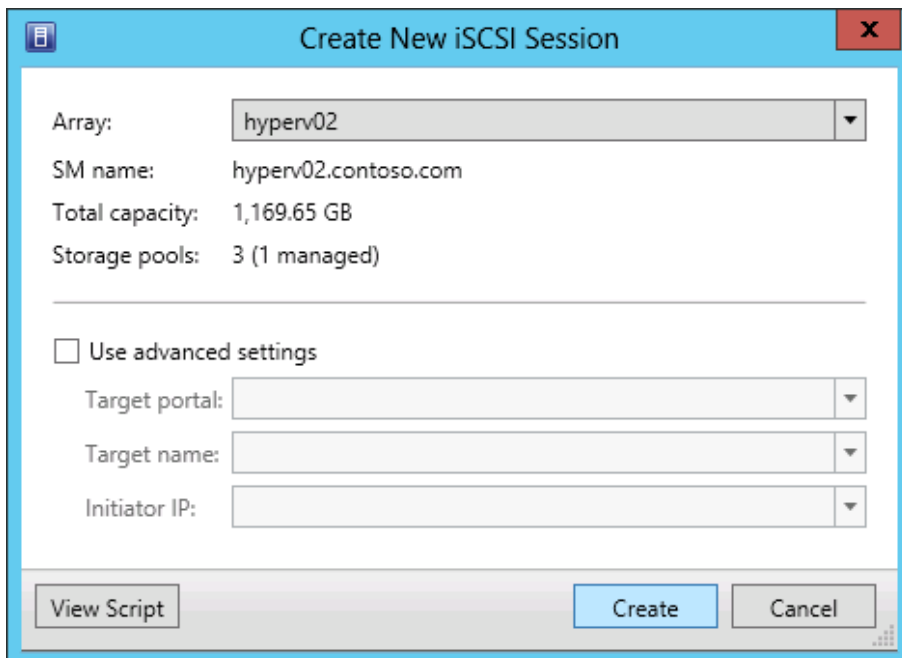 Create New iSCSI Session
x
Array: hyperv02
SM name: hyperv02.contoso.com
Total capacity: 1,169.65 GB
Storage pools: 3 (1 managed)
Use advanced settings
Target portal:
Target name:
Initiator IP:
View Script Create Cancel